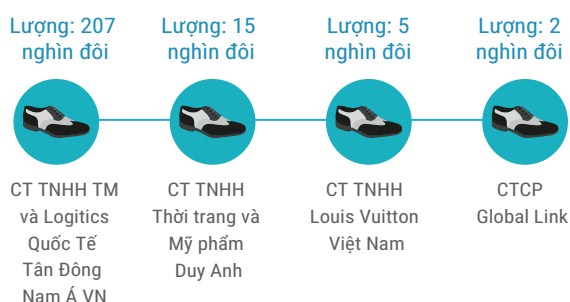 Lượng: 207
nghìn đôi
Lượng: 15
nghìn đôi
Lượng: 5
nghìn đôi
Lượng: 2
nghìn đôi
CT TNHH TM
và Logitics
Quốc Tế
Tân Đông
Nam Á VN
CT TNHH
Thời trang và
Mỹ phẩm
Duy Anh
CT TNHH
Louis Vuitton
Việt Nam
CTCP
Global Link